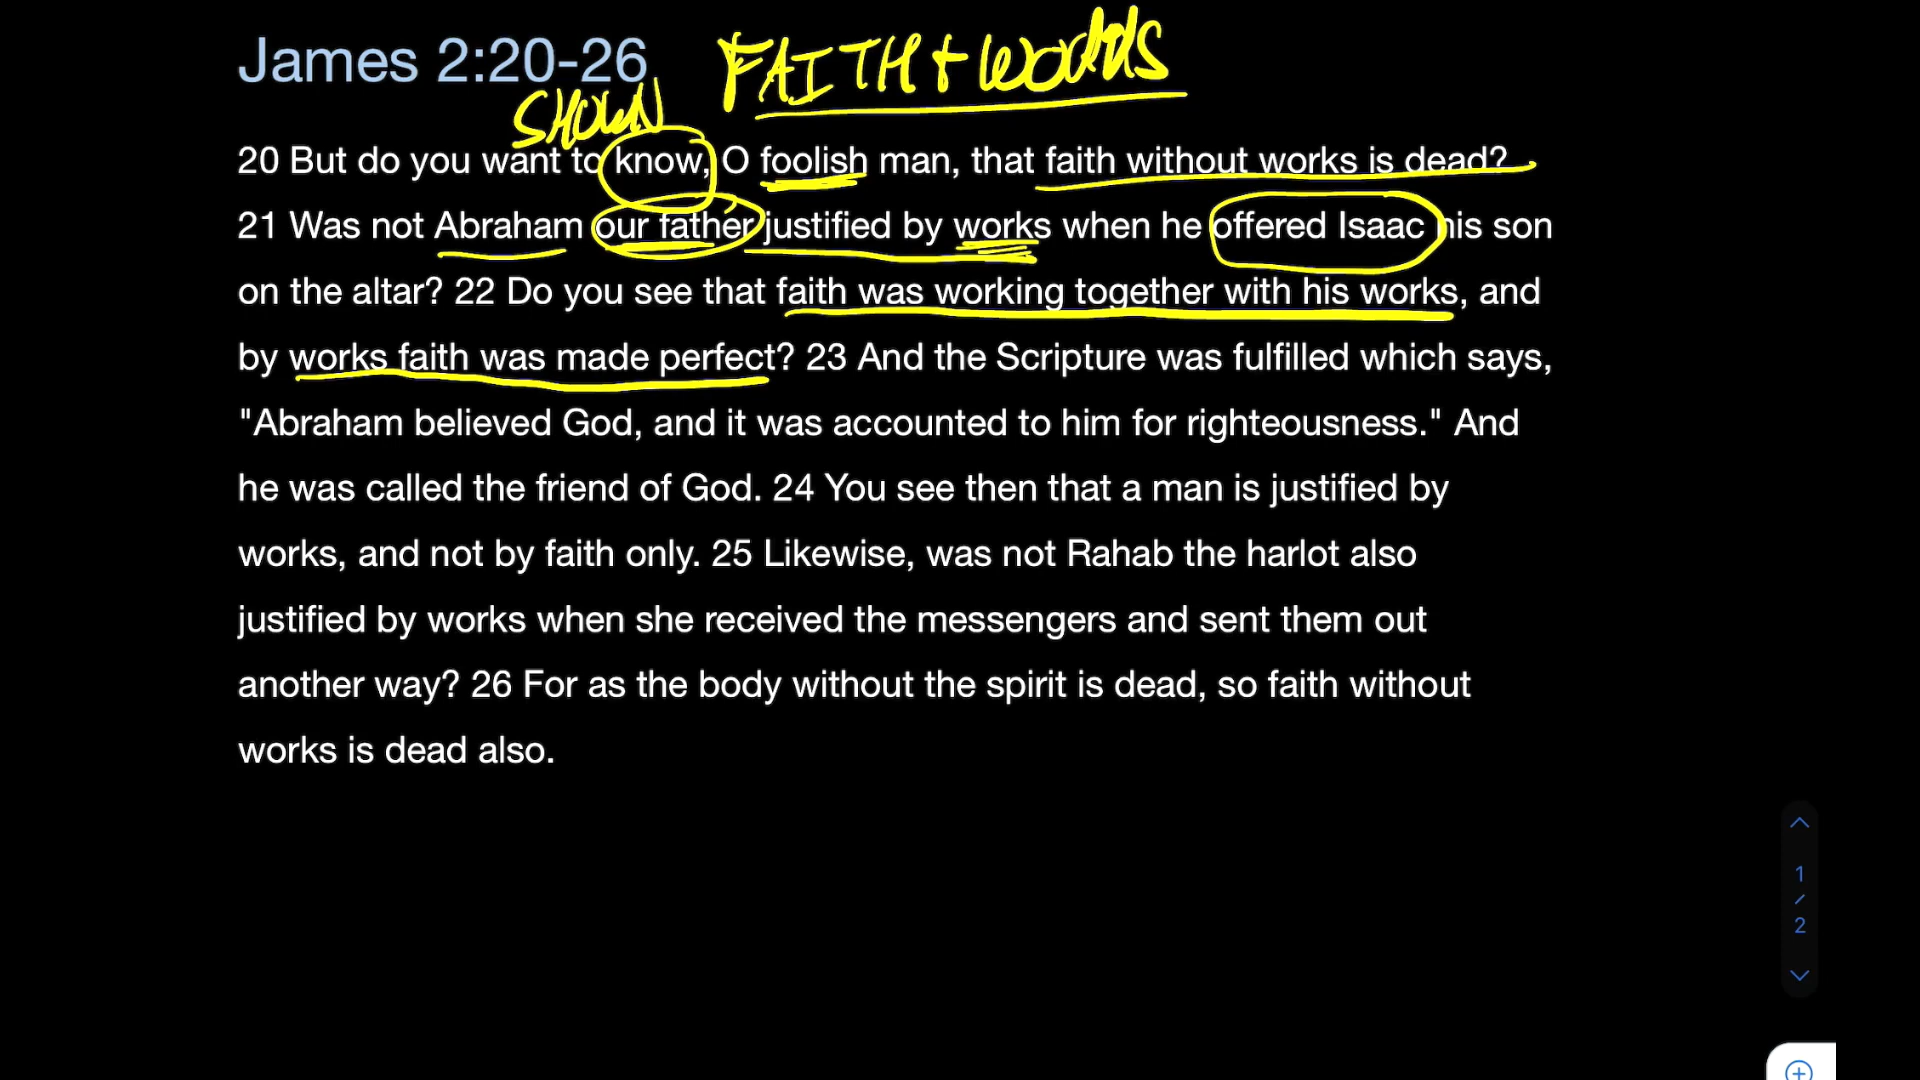 James 2:20-26 FAITH + WORKS
SHOWN
20 But do you want to know, O foolish man, that faith without works is dead?
21 Was not Abraham our father justified by works when he offered Isaac his son
on the altar? 22 Do you see that faith was working together with his works, and
by works faith was made perfect? 23 And the Scripture was fulfilled which says,
"Abraham believed God, and it was accounted to him for righteousness." And
he was called the friend of God. 24 You see then that a man is justified by
works, and not by faith only. 25 Likewise, was not Rahab the harlot also
justified by works when she received the messengers and sent them out
another way? 26 For as the body without the spirit is dead, so faith without
works is dead also.
1
/
2